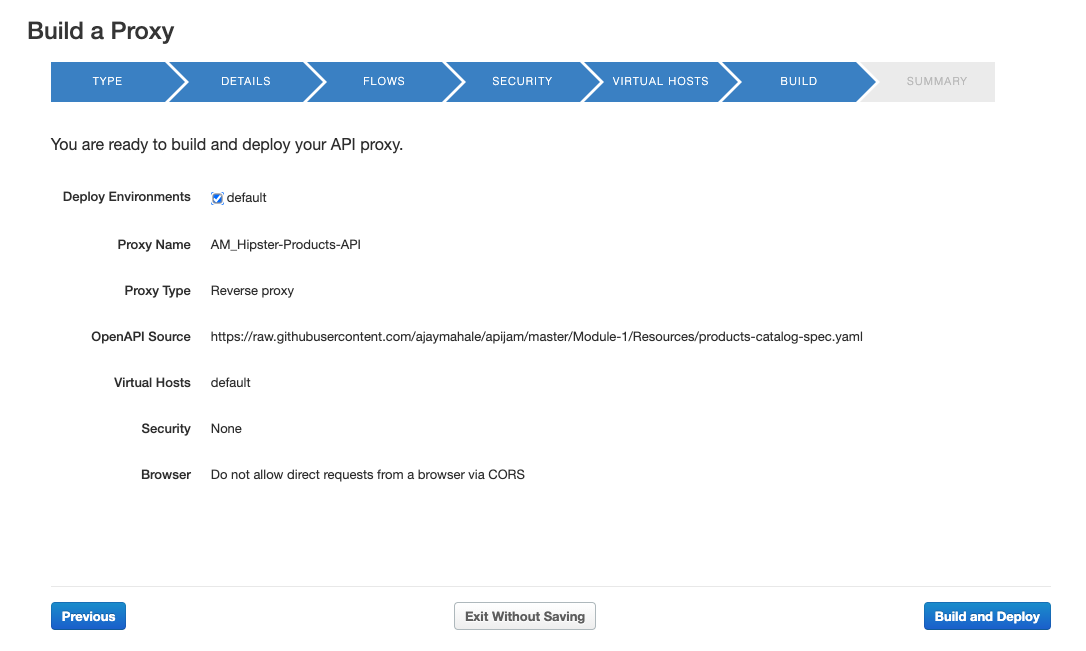 Build a Proxy
TYPE DETAILS FLOWS SECURITY VIRTUAL HOSTS BUILD SUMMARY
You are ready to build and deploy your API proxy.
Deploy Environments default
Proxy Name AM_Hipster-Products-API
Proxy Type Reverse proxy
OpenAPI Source https://raw.githubusercontent.com/ajaymahale/apijam/master/Module-1/Resources/products-catalog-spec.yaml
Virtual Hosts default
Security None
Browser Do not allow direct requests from a browser via CORS
Previous Exit Without Saving Build and Deploy